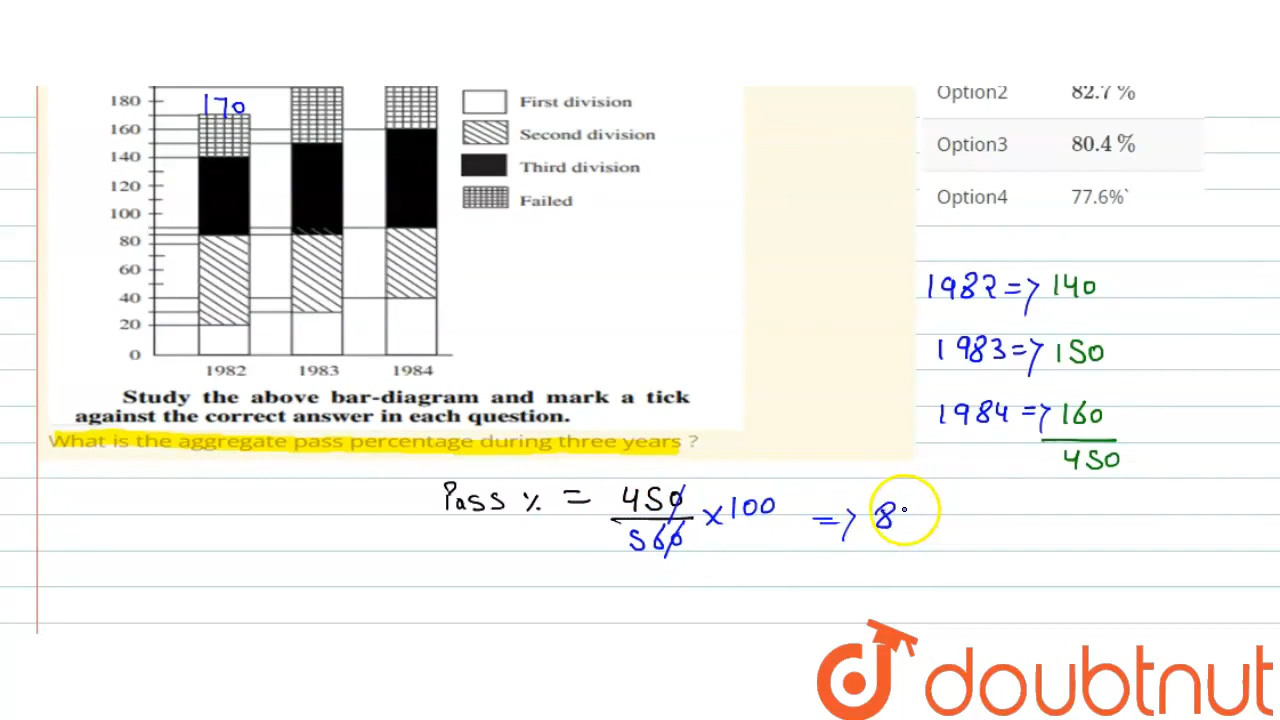 180
170
160
140
120
100
80
60
40
20
0
1982 1983 1984
First division
Second division
Third division
Failed
Study the above bar-diagram and mark a tick
against the correct answer in each question.
What is the aggregate pass percentage during three years ?
Option2 82.7 %
Option3 80.4 %
Option4 77.6%`
1982 => 140
1983 => 150
1984 => 160
450
Pass % = 450/560 × 100 => 8.
doubtnut